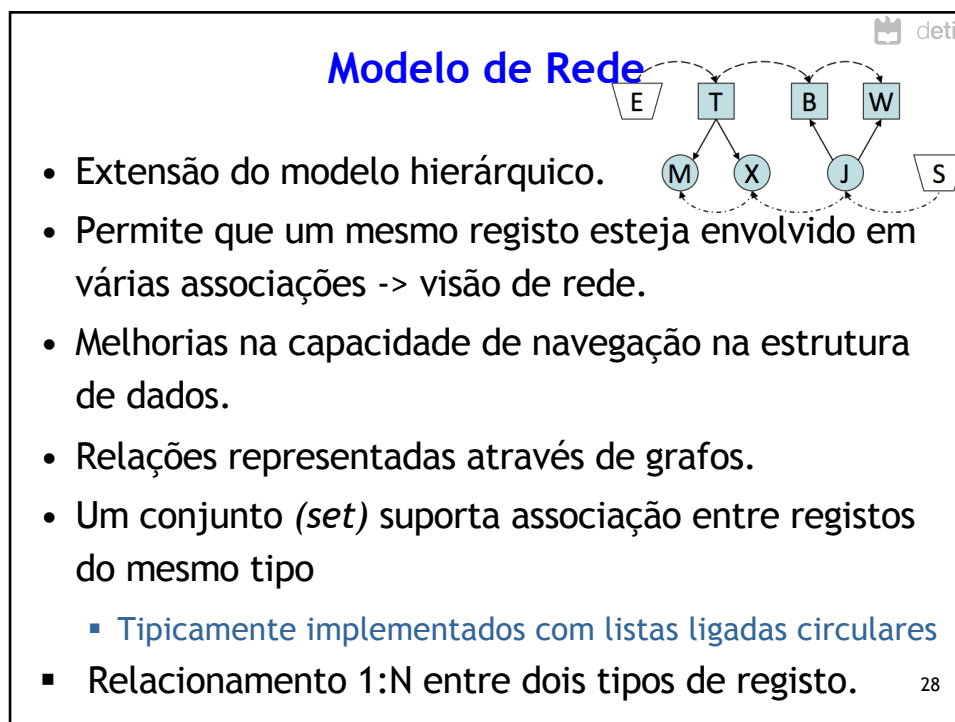 deti
Modelo de Rede
E T B W
M X J S
• Extensão do modelo hierárquico.
• Permite que um mesmo registo esteja envolvido em
várias associações -> visão de rede.
• Melhorias na capacidade de navegação na estrutura
de dados.
• Relações representadas através de grafos.
• Um conjunto (set) suporta associação entre registos
do mesmo tipo
▪ Tipicamente implementados com listas ligadas circulares
▪ Relacionamento 1:N entre dois tipos de registo.
28